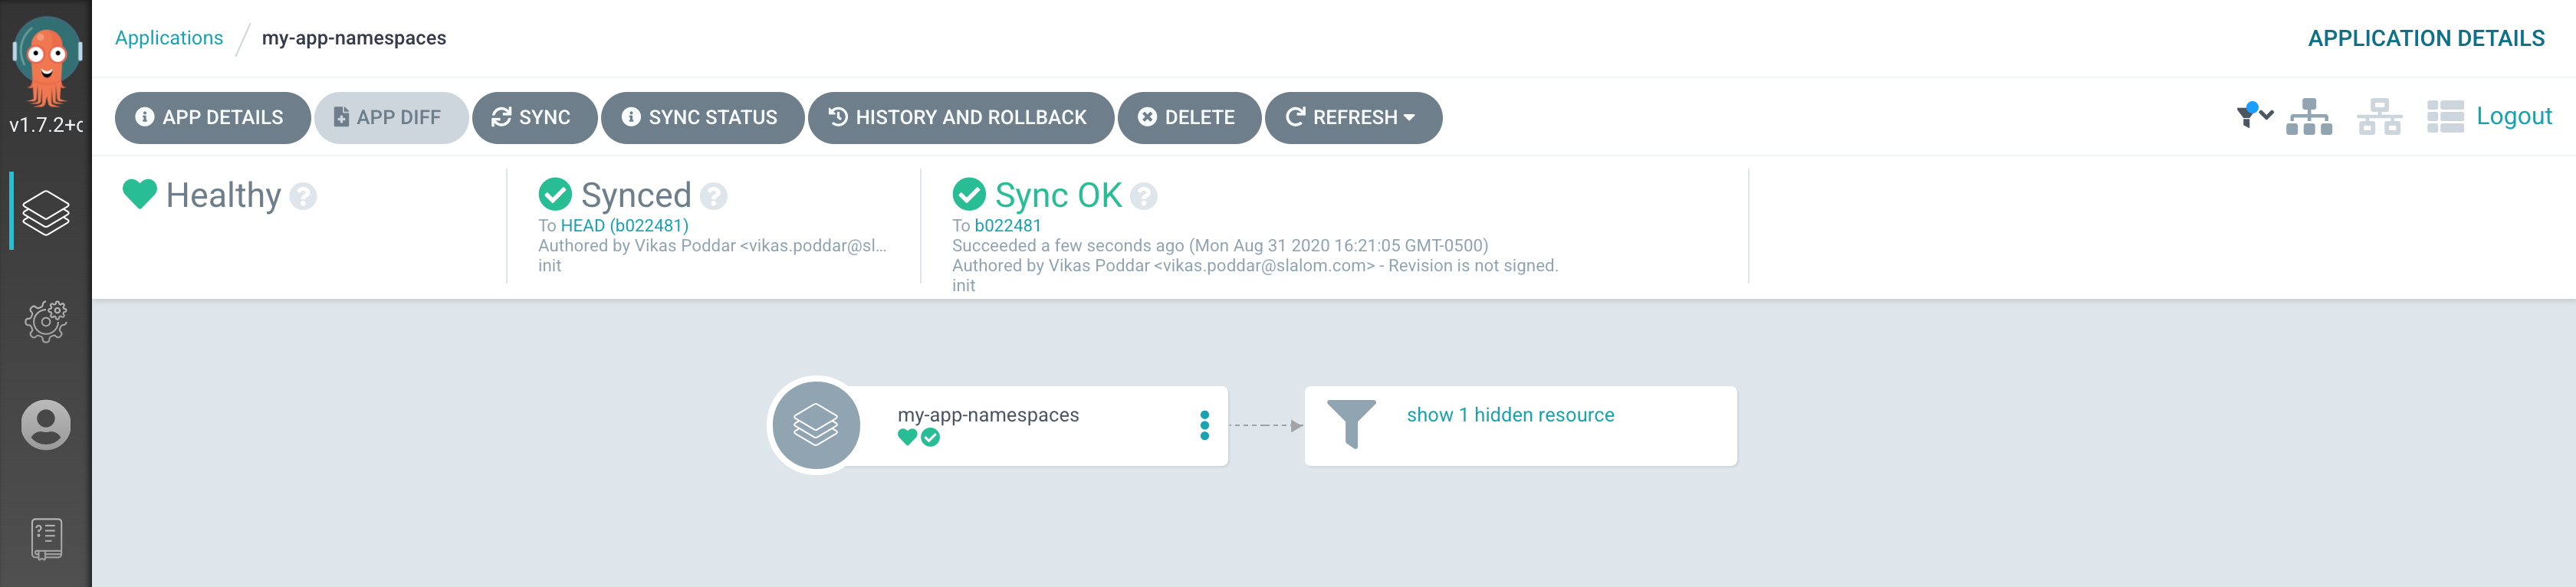 Applications / my-app-namespaces
APPLICATION DETAILS
v1.7.2+
APP DETAILS
APP DIFF
SYNC
SYNC STATUS
HISTORY AND ROLLBACK
DELETE
REFRESH
Logout
Healthy
Synced
To HEAD (b022481)
Authored by Vikas Poddar <vikas.poddar@sl...
init
Sync OK
To b022481
Succeeded a few seconds ago (Mon Aug 31 2020 16:21:05 GMT-0500)
Authored by Vikas Poddar <vikas.poddar@slalom.com> - Revision is not signed.
init
my-app-namespaces
show 1 hidden resource